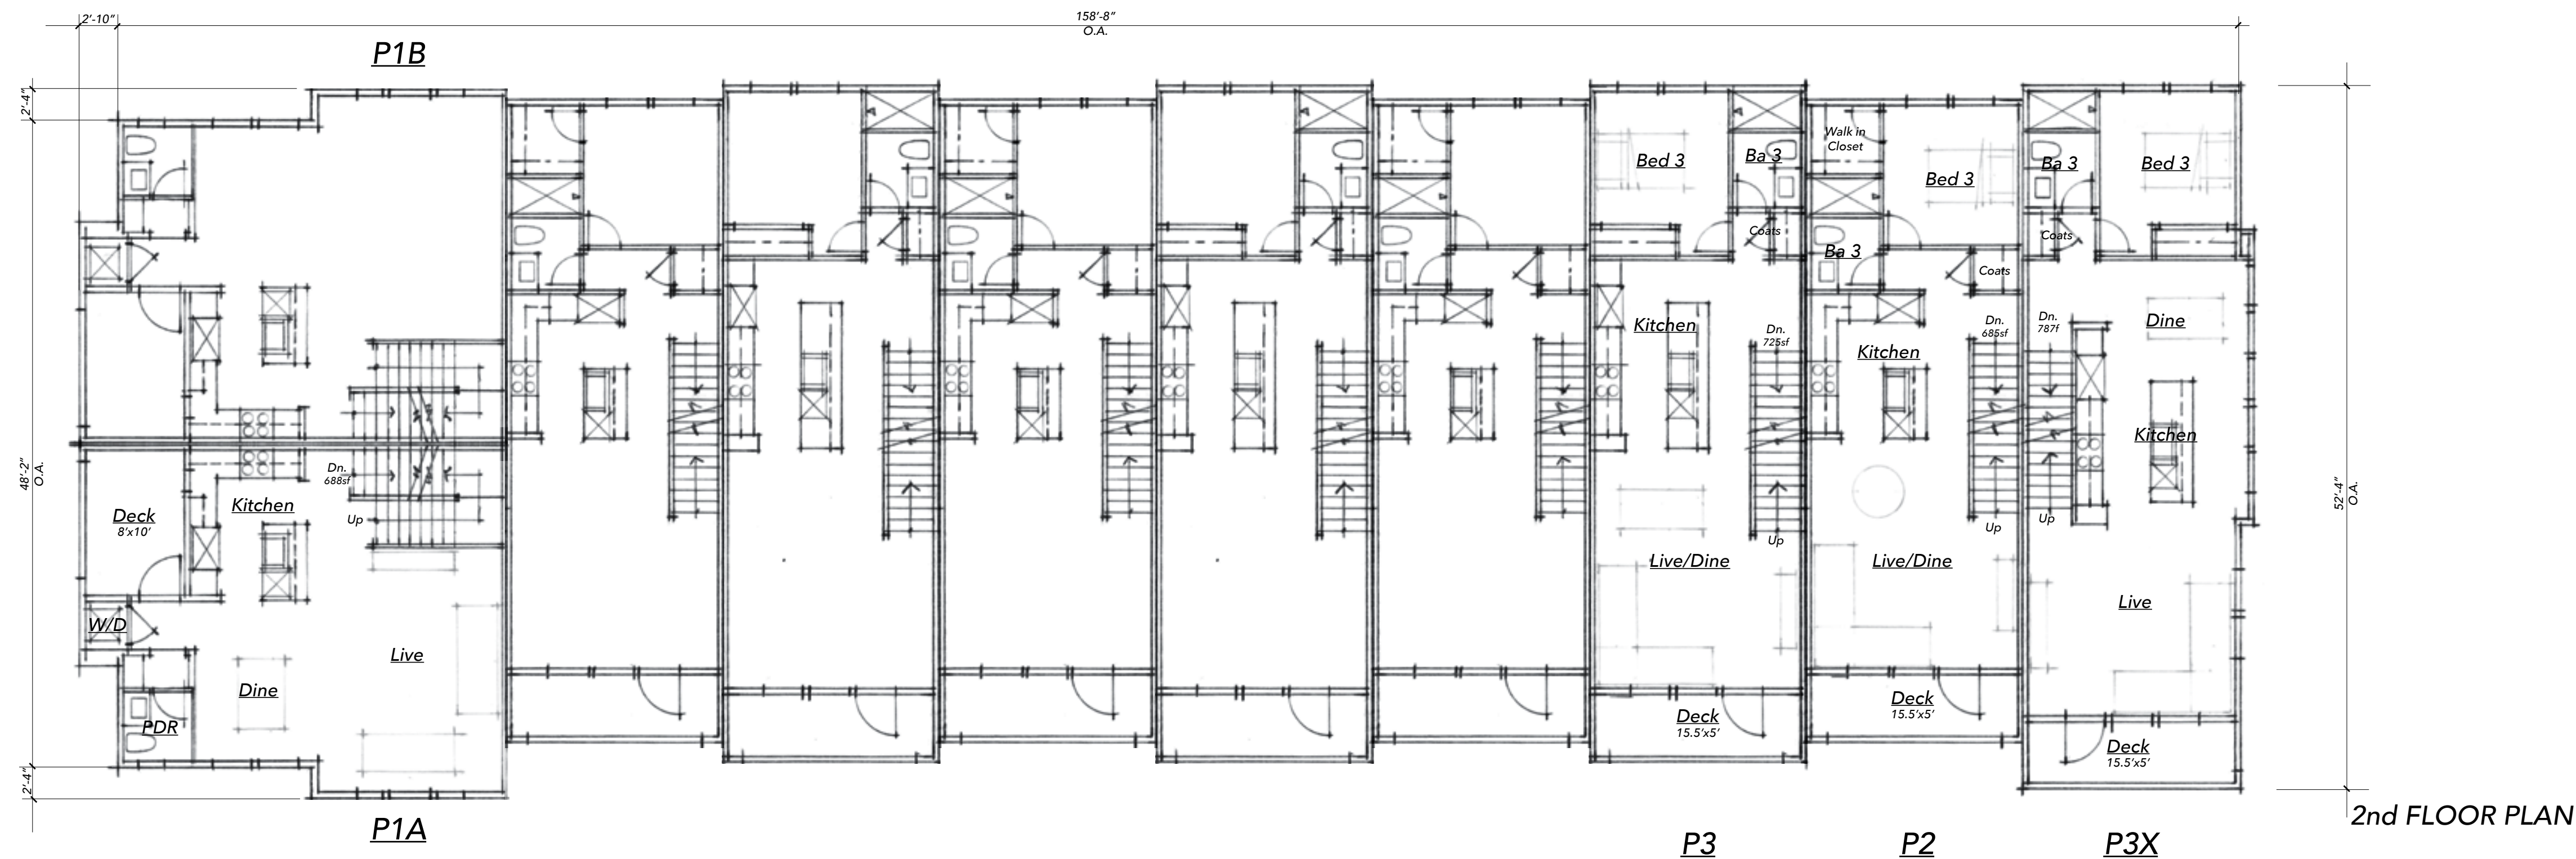 2'-10"
158'-8"
O.A.
P1B
2'-4"
48'-2"
O.A.
2'-4"
Deck
8'x10'
Kitchen
Dn.
688sf
Up
W/D
Live
Dine
PDR
P1A
Bed 3
Ba 3
Coats
Kitchen
Dn.
725sf
Up
Live/Dine
Deck
15.5'x5'
P3
Walk in
Closet
Bed 3
Ba 3
Coats
Dn.
685sf
Kitchen
Up
Live/Dine
Deck
15.5'x5'
P2
Ba 3
Bed 3
Coats
Dn.
787f
Dine
Kitchen
Up
Live
Deck
15.5'x5'
P3X
52'-4"
O.A.
2nd FLOOR PLAN